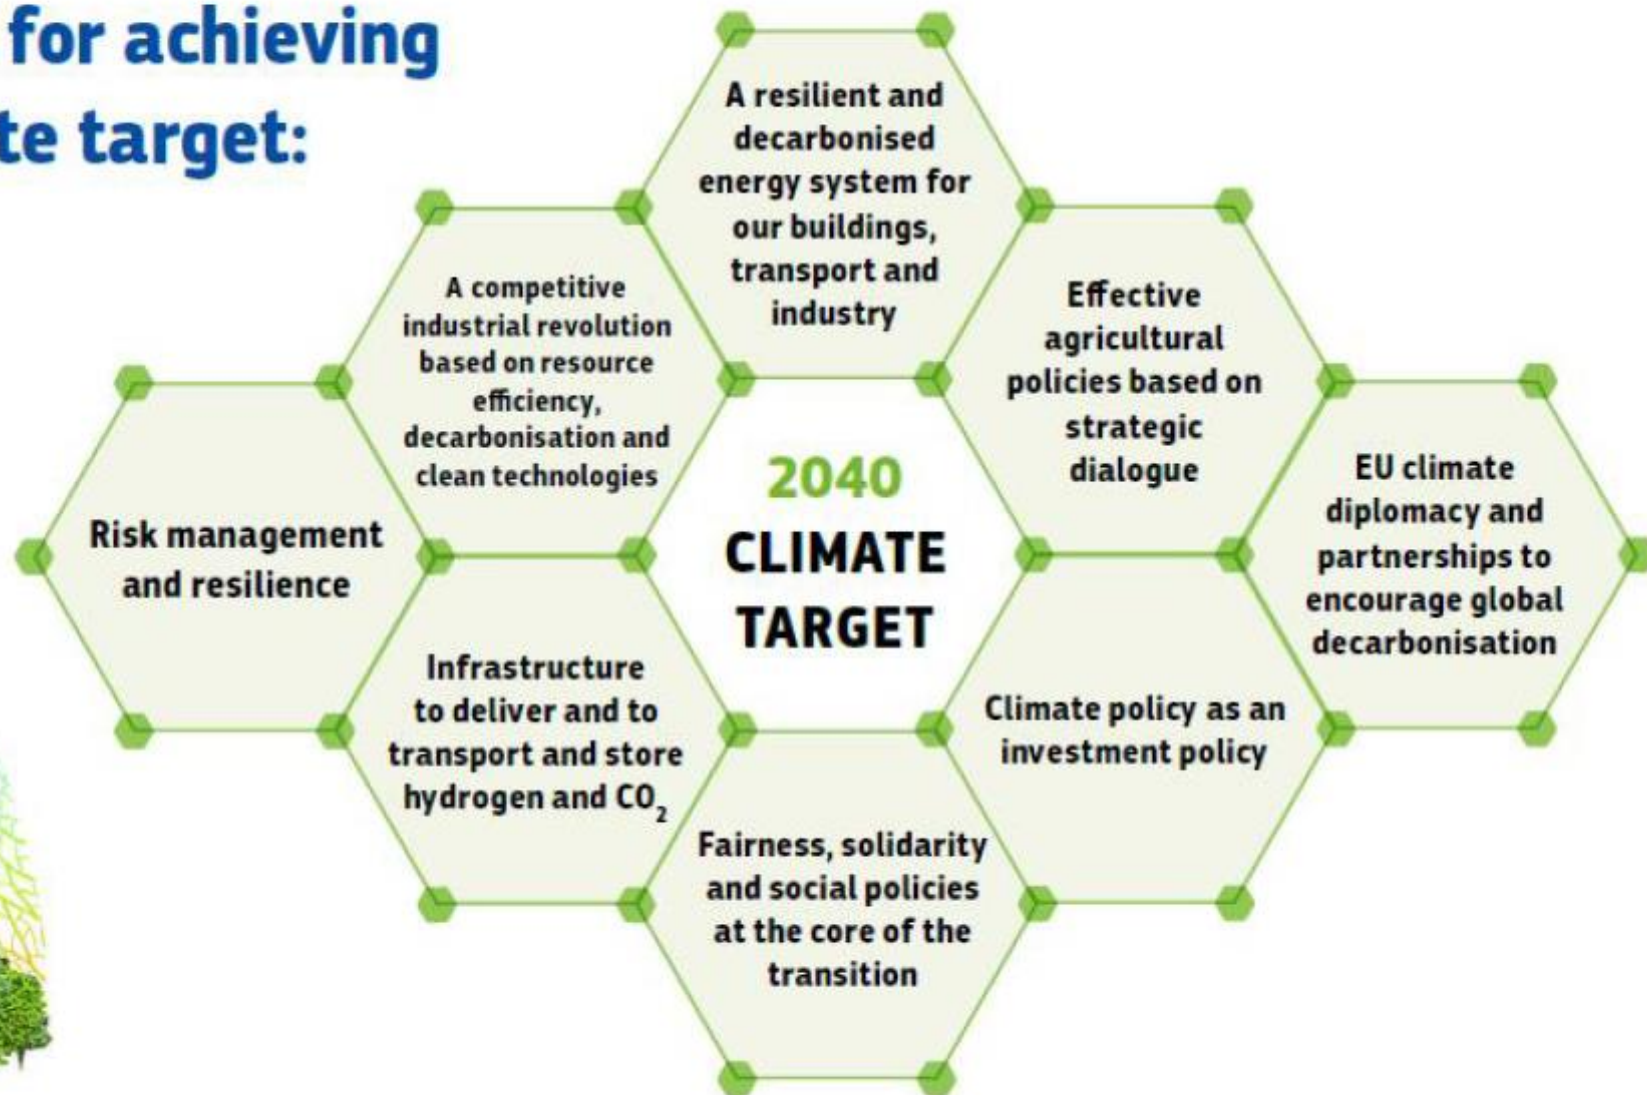 for achieving
te target:
A resilient and
decarbonised
energy system for
our buildings,
transport and
industry
A competitive
industrial revolution
based on resource
efficiency,
decarbonisation and
clean technologies
Effective
agricultural
policies based on
strategic
dialogue
Risk management
and resilience
2040
CLIMATE
TARGET
EU climate
diplomacy and
partnerships to
encourage global
decarbonisation
Infrastructure
to deliver and to
transport and store
hydrogen and CO₂
Climate policy as an
investment policy
Fairness, solidarity
and social policies
at the core of the
transition